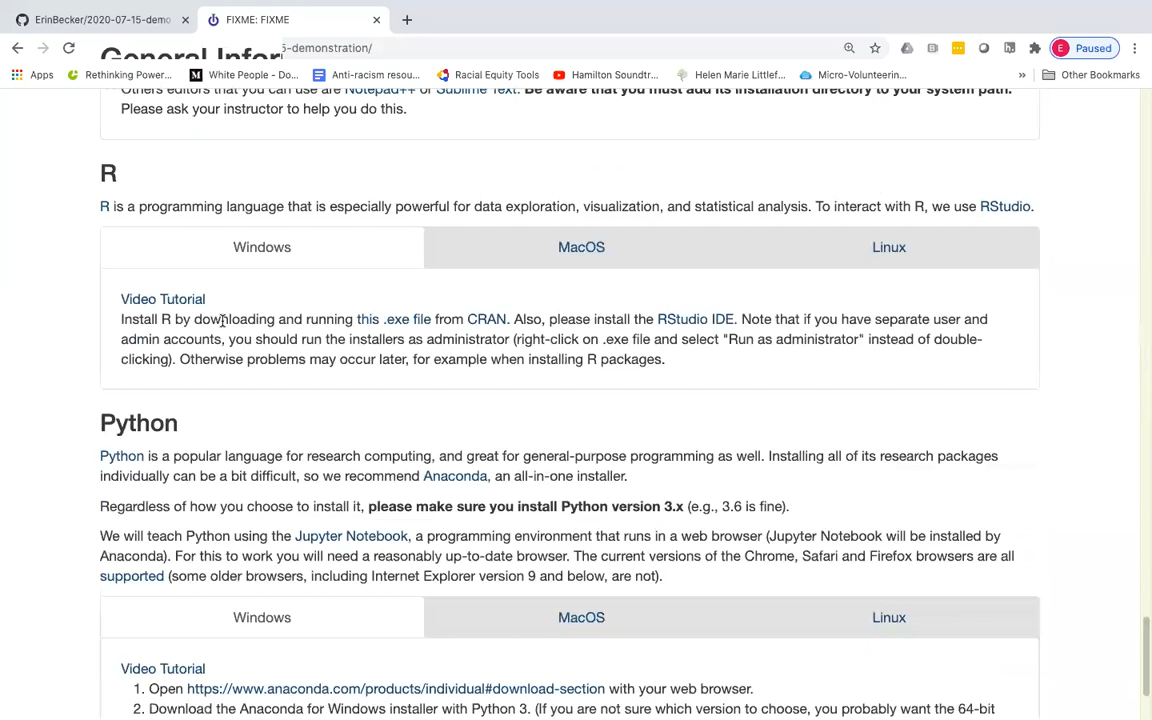 ErinBecker/2020-07-15-demo
FIXME: FIXME
5-demonstration/
E Paused
Apps
Rethinking Power...
White People - Do...
Anti-racism resou...
Racial Equity Tools
Hamilton Soundtr...
Helen Marie Littlef...
Micro-Volunteerin...
»
Other Bookmarks
General Infor
Others editors that you can use are Notepad++ or Sublime Text. Be aware that you must add its installation directory to your system path.
Please ask your instructor to help you do this.
R
R is a programming language that is especially powerful for data exploration, visualization, and statistical analysis. To interact with R, we use RStudio.
Windows
MacOS
Linux
Video Tutorial
Install R by downloading and running this .exe file from CRAN. Also, please install the RStudio IDE. Note that if you have separate user and
admin accounts, you should run the installers as administrator (right-click on .exe file and select "Run as administrator" instead of double-
clicking). Otherwise problems may occur later, for example when installing R packages.
Python
Python is a popular language for research computing, and great for general-purpose programming as well. Installing all of its research packages
individually can be a bit difficult, so we recommend Anaconda, an all-in-one installer.
Regardless of how you choose to install it, please make sure you install Python version 3.x (e.g., 3.6 is fine).
We will teach Python using the Jupyter Notebook, a programming environment that runs in a web browser (Jupyter Notebook will be installed by
Anaconda). For this to work you will need a reasonably up-to-date browser. The current versions of the Chrome, Safari and Firefox browsers are all
supported (some older browsers, including Internet Explorer version 9 and below, are not).
Windows
MacOS
Linux
Video Tutorial
1. Open https://www.anaconda.com/products/individual#download-section with your web browser.
2. Download the Anaconda for Windows installer with Python 3. (If you are not sure which version to choose, you probably want the 64-bit